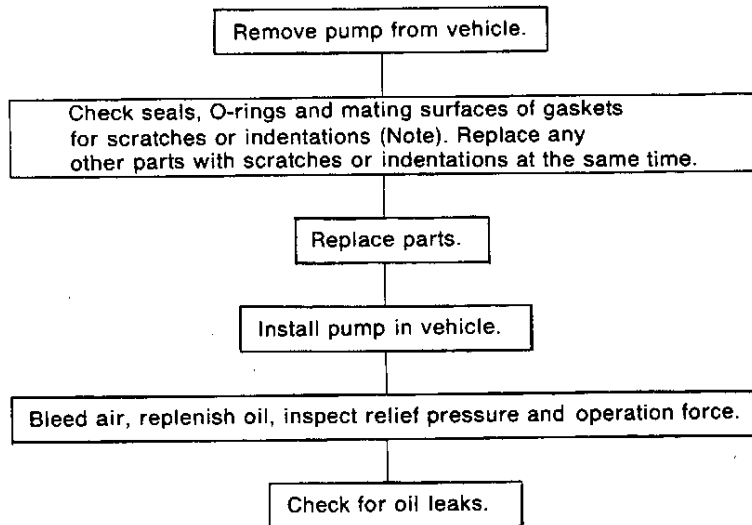 Remove pump from vehicle.
Check seals, O-rings and mating surfaces of gaskets
for scratches or indentations (Note). Replace any
other parts with scratches or indentations at the same time.
Replace parts.
Install pump in vehicle.
Bleed air, replenish oil, inspect relief pressure and operation force.
Check for oil leaks.